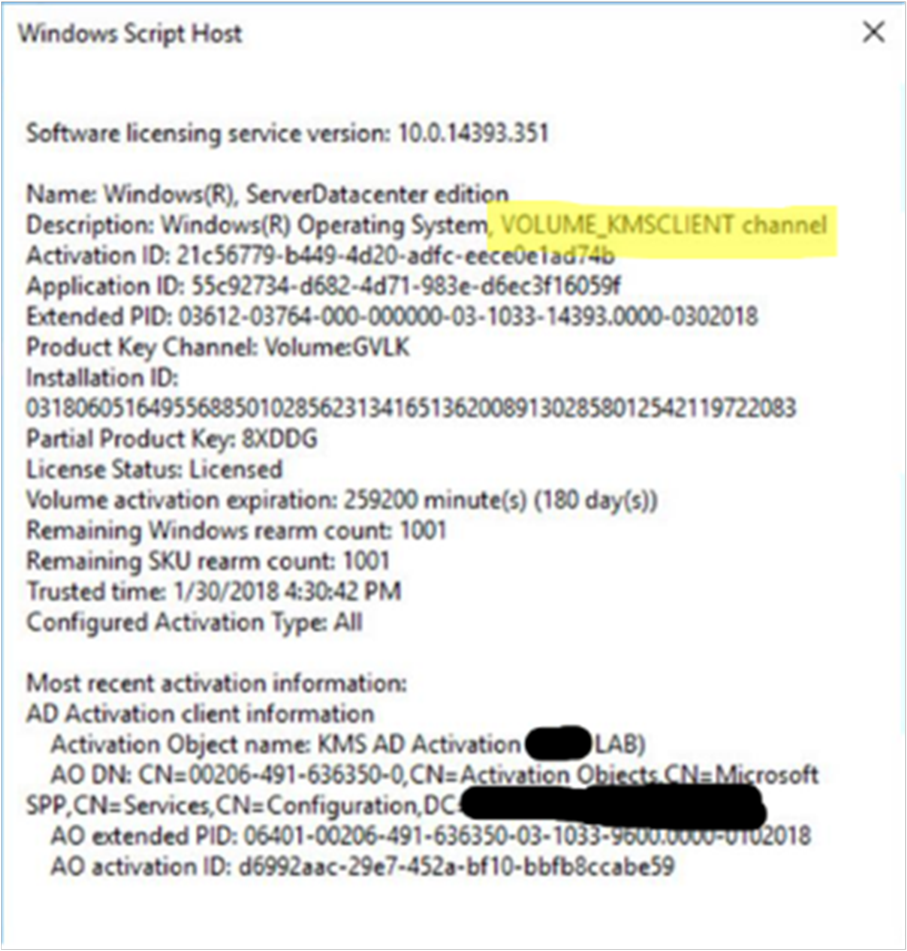 Windows Script Host
Software licensing service version: 10.0.14393.351
Name: Windows(R), ServerDatacenter edition
Description: Windows(R) Operating System, VOLUME_KMSCLIENT channel
Activation ID: 21c56779-b449-4d20-adfc-eece0e1ad74b
Application ID: 55c92734-d682-4d71-983e-d6ec3f16059f
Extended PID: 03612-03764-000-000000-03-1033-14393.0000-0302018
Product Key Channel: Volume:GVLK
Installation ID:
031806051649556885010285623134165136200891302858012542119722083
Partial Product Key: 8XDDG
License Status: Licensed
Volume activation expiration: 259200 minute(s) (180 day(s))
Remaining Windows rearm count: 1001
Remaining SKU rearm count: 1001
Trusted time: 1/30/2018 4:30:42 PM
Configured Activation Type: All
Most recent activation information:
AD Activation client information
Activation Object name: KMS AD Activation LAB)
AO DN: CN=00206-491-636350-0,CN=Activation Objects,CN=Microsoft
SPP,CN=Services,CN=Configuration,DC=
AO extended PID: 06401-00206-491-636350-03-1033-9600.0000-0102018
AO activation ID: d6992aac-29e7-452a-bf10-bbfb8ccabe59